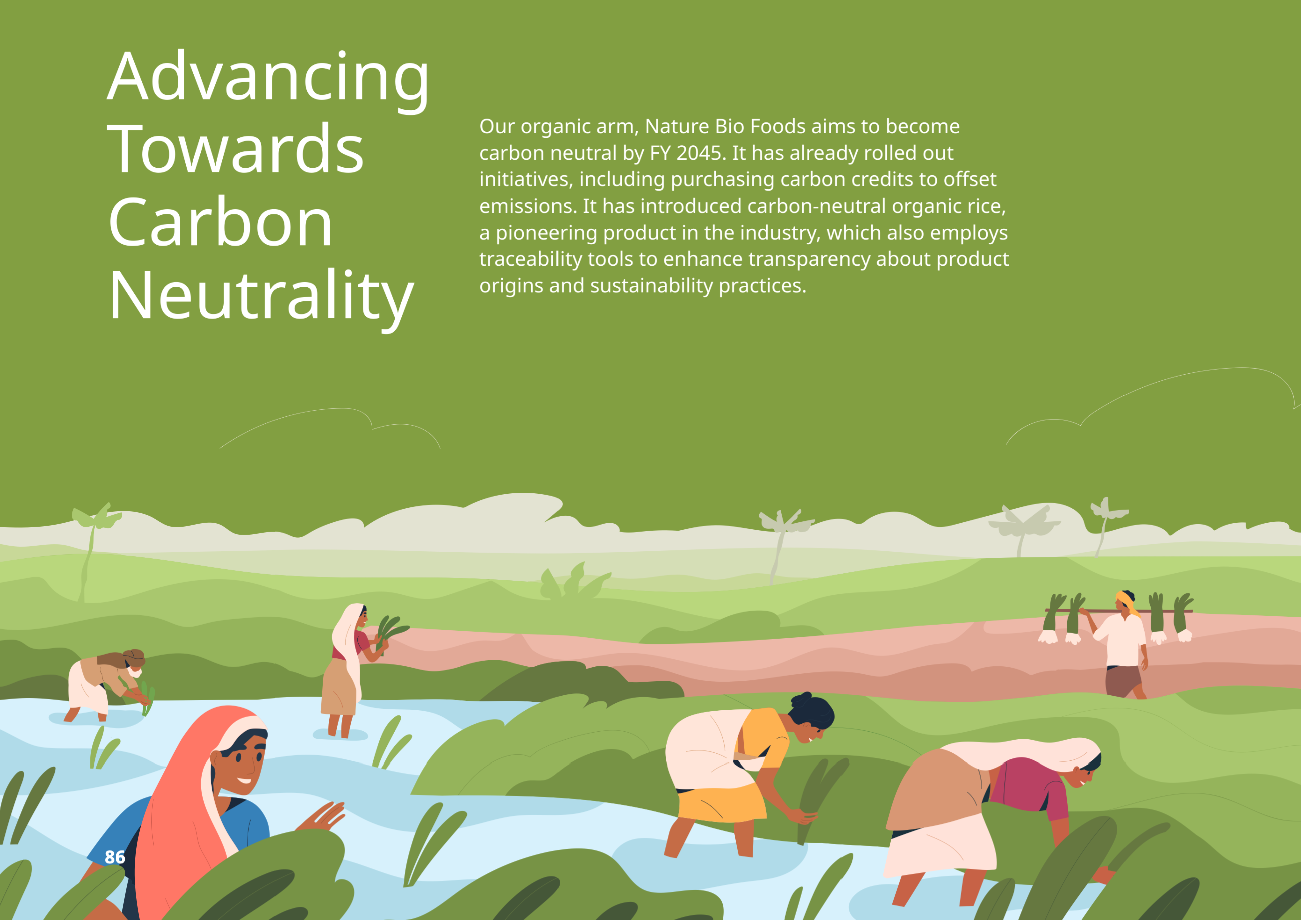 Advancing
Towards
Carbon
Neutrality
Our organic arm, Nature Bio Foods aims to become
carbon neutral by FY 2045. It has already rolled out
initiatives, including purchasing carbon credits to offset
emissions. It has introduced carbon-neutral organic rice,
a pioneering product in the industry, which also employs
traceability tools to enhance transparency about product
origins and sustainability practices.
86